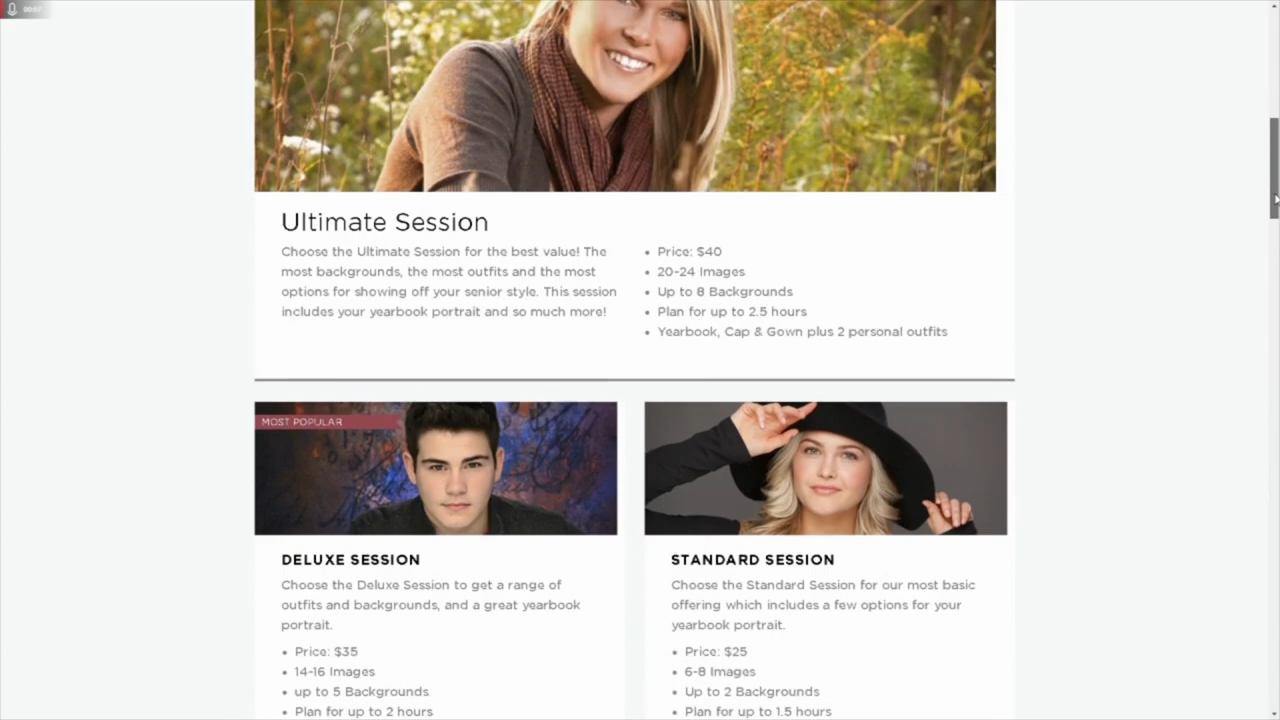 00:07
Ultimate Session
Choose the Ultimate Session for the best value! The
most backgrounds, the most outfits and the most
options for showing off your senior style. This session
includes your yearbook portrait and so much more!
• Price: $40
• 20-24 Images
• Up to 8 Backgrounds
• Plan for up to 2.5 hours
• Yearbook, Cap & Gown plus 2 personal outfits
MOST POPULAR
DELUXE SESSION
Choose the Deluxe Session to get a range of
outfits and backgrounds, and a great yearbook
portrait.
• Price: $35
• 14-16 Images
• up to 5 Backgrounds
• Plan for up to 2 hours
STANDARD SESSION
Choose the Standard Session for our most basic
offering which includes a few options for your
yearbook portrait.
• Price: $25
• 6-8 Images
• Up to 2 Backgrounds
• Plan for up to 1.5 hours